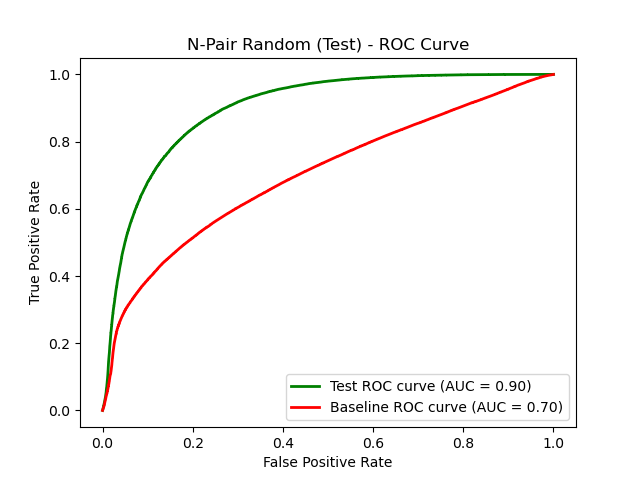 N-Pair Random (Test) - ROC Curve
True Positive Rate
1.0
0.8
0.6
0.4
0.2
0.0
Test ROC curve (AUC = 0.90)
Baseline ROC curve (AUC = 0.70)
0.0 0.2 0.4 0.6 0.8 1.0
False Positive Rate